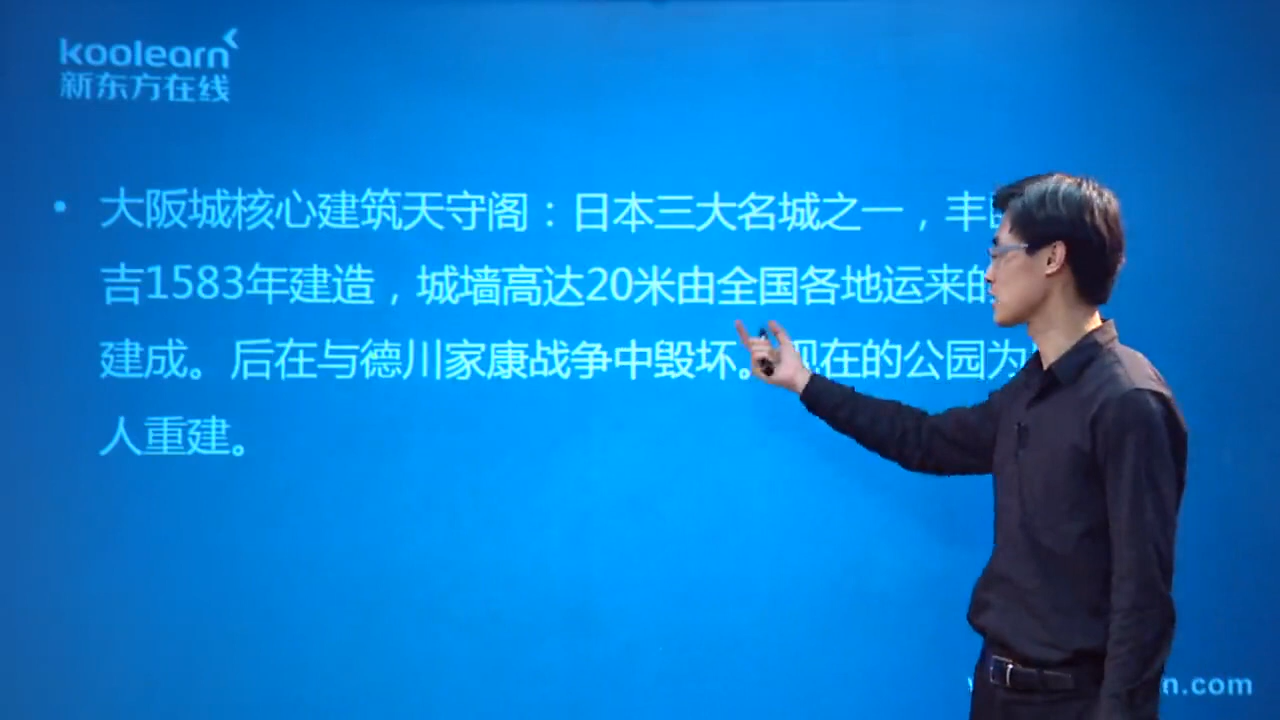 koolearn
新东方在线
• 大阪城核心建筑天守阁：日本三大名城之一，丰
吉1583年建造，城墙高达20米由全国各地运来的
建成。后在与德川家康战争中毁坏。现在的公园为
人重建。
n.com